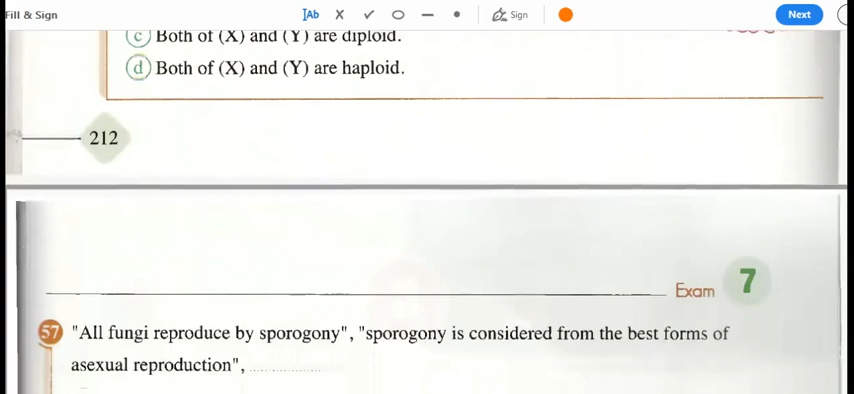 Fill & Sign
Ab
Sign
Next
c Both of (X) and (Y) are diploid.
d Both of (X) and (Y) are haploid.
212
Exam 7
57 "All fungi reproduce by sporogony", "sporogony is considered from the best forms of
asexual reproduction", ....................